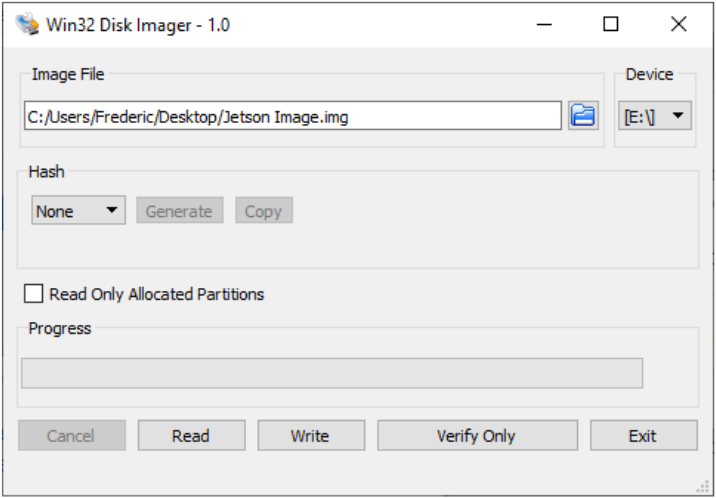 Win32 Disk Imager - 1.0
Image File
Device
C:/Users/Frederic/Desktop/Jetson Image.img
[E:\]
Hash
None
Generate
Copy
Read Only Allocated Partitions
Progress
Cancel
Read
Write
Verify Only
Exit